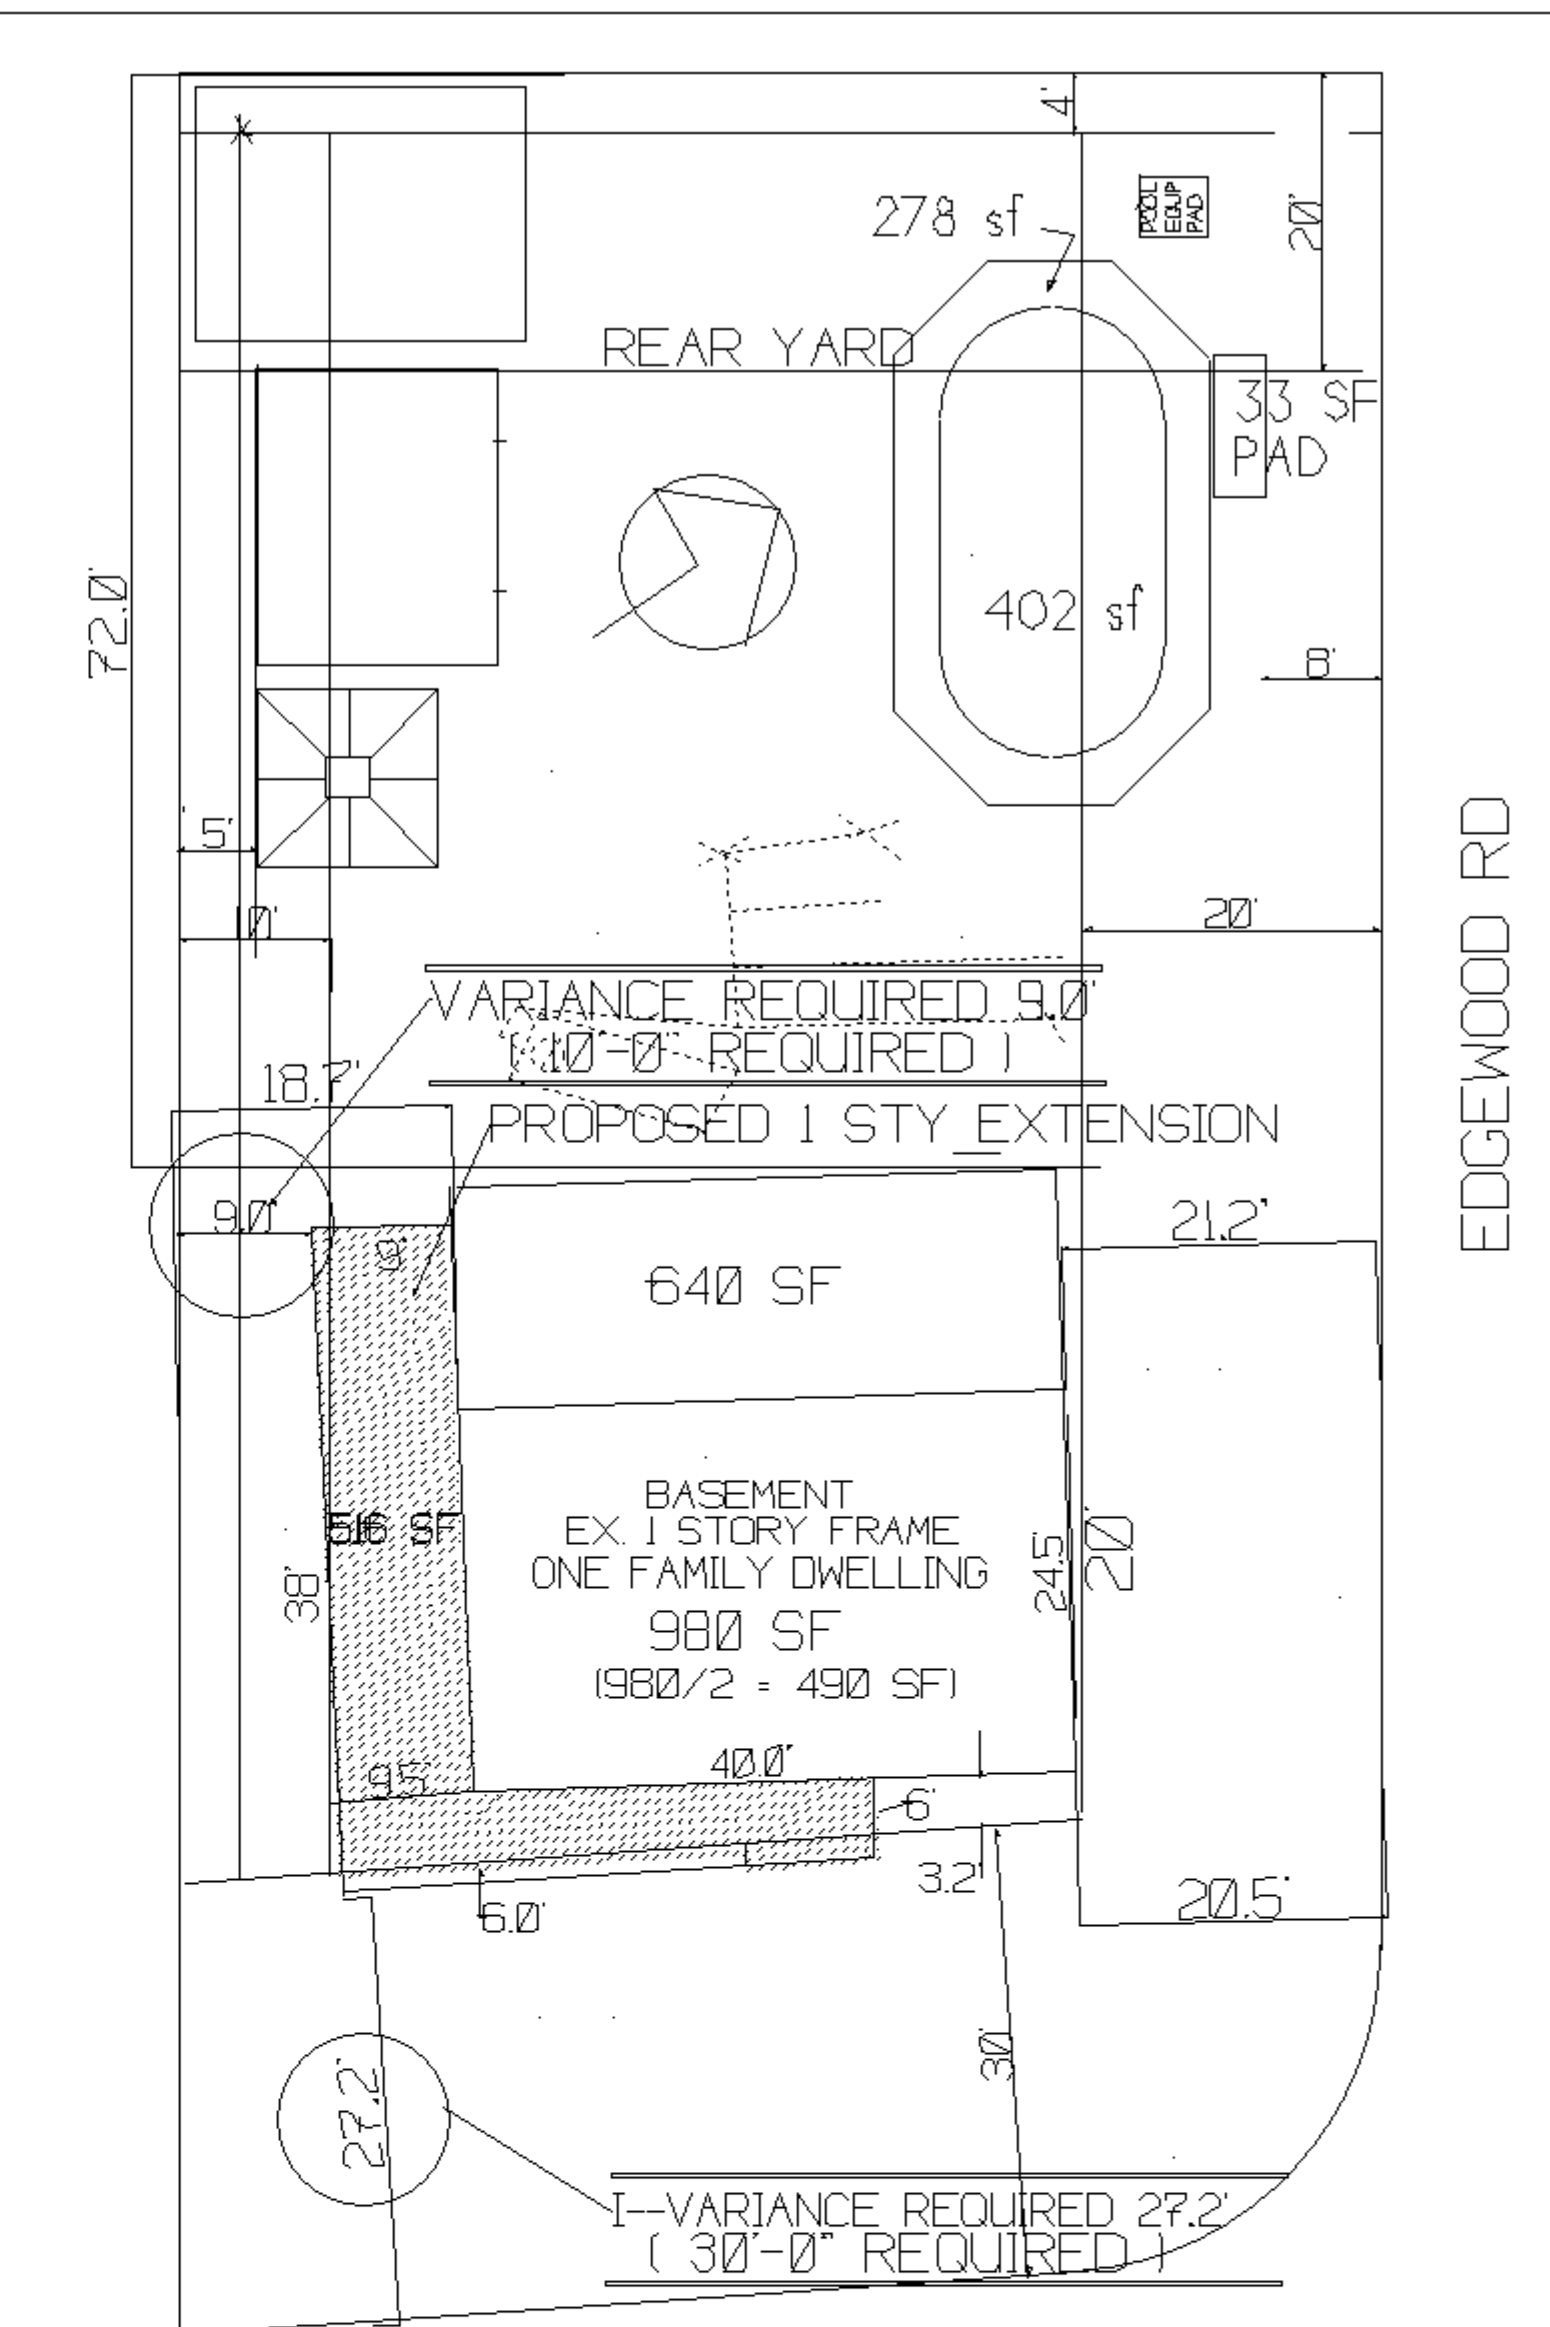 4'
20'
278 sf
POOL
EQUP
PAD
REAR YARD
33 SF
PAD
72.0'
402 sf
8'
5'
10'
20'
EDGEWOOD RD
VARIANCE REQUIRED 9.0'
( 10'-0" REQUIRED )
18.7'
PROPOSED 1 STY EXTENSION
9.0'
21.2'
9'
640 SF
BASEMENT
EX. 1 STORY FRAME
ONE FAMILY DWELLING
980 SF
(980/2 = 490 SF)
SF
38'
24.5'
20'
40.0'
9.5
6'
3.2'
6.0'
20.5'
30'
27.2'
I--VARIANCE REQUIRED 27.2'
( 30'-0" REQUIRED )